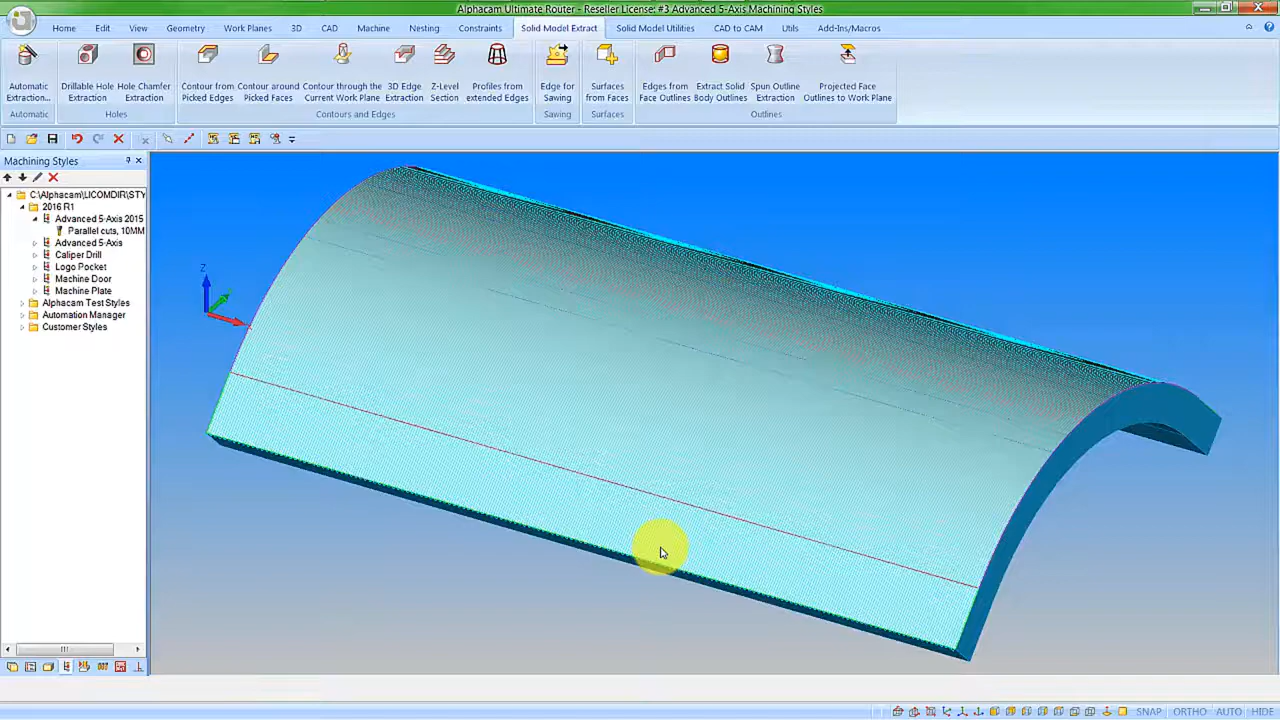 Alphacam Ultimate Router - Reseller License: #3 Advanced 5-Axis Machining Styles
Home Edit View Geometry Work Planes 3D CAD Machine Nesting Constraints Solid Model Extract Solid Model Utilities CAD to CAM Utils Add-Ins/Macros
Automatic Extraction...
Drillable Hole Extraction
Hole Chamfer Extraction
Contour from Picked Edges
Contour around Picked Faces
Contour through the Current Work Plane
3D Edge Extraction
Z-Level Section
Profiles from extended Edges
Edge for Sawing
Surfaces from Faces
Edges from Face Outlines
Extract Solid Body Outlines
Spun Outline Extraction
Projected Face Outlines to Work Plane
Automatic Holes Contours and Edges Sawing Surfaces Outlines
Machining Styles
C:\Alphacam\LICOMDIR\STY
2016 R1
Advanced 5-Axis 2015
Parallel cuts, 10MM
Advanced 5-Axis
Caliper Drill
Logo Pocket
Machine Door
Machine Plate
Alphacam Test Styles
Automation Manager
Customer Styles
Z
SNAP ORTHO AUTO HIDE